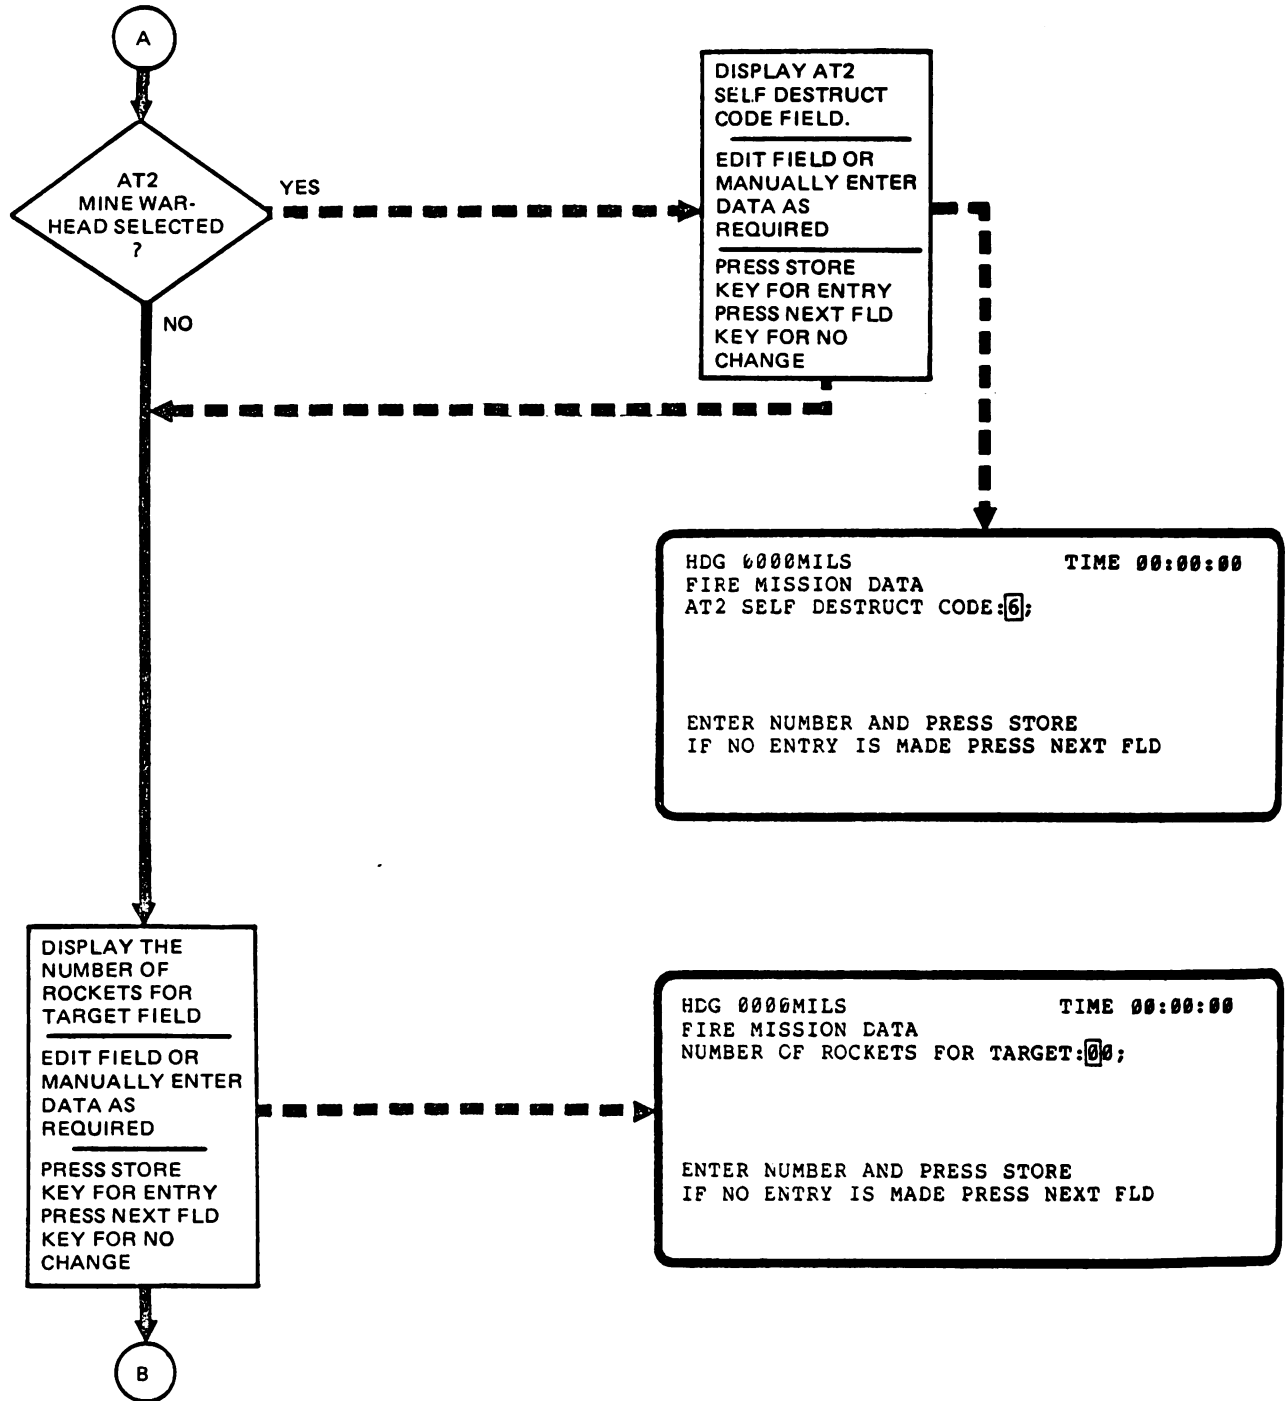 A
AT2
MINE WAR-
HEAD SELECTED
?
YES
NO
DISPLAY AT2
SELF DESTRUCT
CODE FIELD.
EDIT FIELD OR
MANUALLY ENTER
DATA AS
REQUIRED
PRESS STORE
KEY FOR ENTRY
PRESS NEXT FLD
KEY FOR NO
CHANGE
HDG 0000MILS TIME 00:00:00
FIRE MISSION DATA
AT2 SELF DESTRUCT CODE:6;
ENTER NUMBER AND PRESS STORE
IF NO ENTRY IS MADE PRESS NEXT FLD
DISPLAY THE
NUMBER OF
ROCKETS FOR
TARGET FIELD
EDIT FIELD OR
MANUALLY ENTER
DATA AS
REQUIRED
PRESS STORE
KEY FOR ENTRY
PRESS NEXT FLD
KEY FOR NO
CHANGE
HDG 0000MILS TIME 00:00:00
FIRE MISSION DATA
NUMBER OF ROCKETS FOR TARGET:00;
ENTER NUMBER AND PRESS STORE
IF NO ENTRY IS MADE PRESS NEXT FLD
B